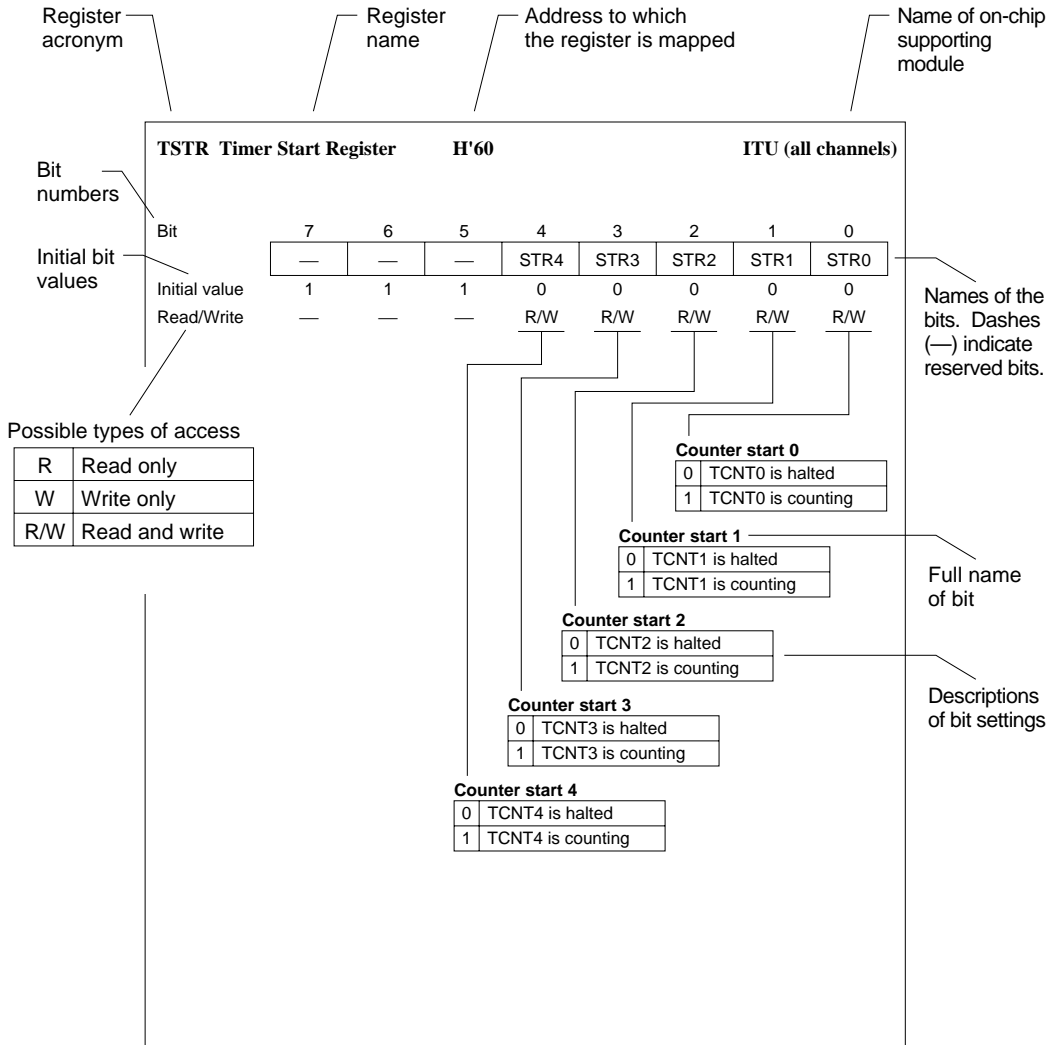 Register
acronym
Register
name
Address to which
the register is mapped
Name of on-chip
supporting
module
TSTR Timer Start Register H'60 ITU (all channels)
Bit
numbers
Bit 7 6 5 4 3 2 1 0
Initial bit
values
— — — STR4 STR3 STR2 STR1 STR0
Initial value 1 1 1 0 0 0 0 0
Read/Write — — — R/W R/W R/W R/W R/W
Names of the
bits. Dashes
(—) indicate
reserved bits.
Possible types of access
R Read only
W Write only
R/W Read and write
Counter start 0
0 TCNT0 is halted
1 TCNT0 is counting
Counter start 1
0 TCNT1 is halted
1 TCNT1 is counting
Full name
of bit
Counter start 2
0 TCNT2 is halted
1 TCNT2 is counting
Descriptions
of bit settings
Counter start 3
0 TCNT3 is halted
1 TCNT3 is counting
Counter start 4
0 TCNT4 is halted
1 TCNT4 is counting